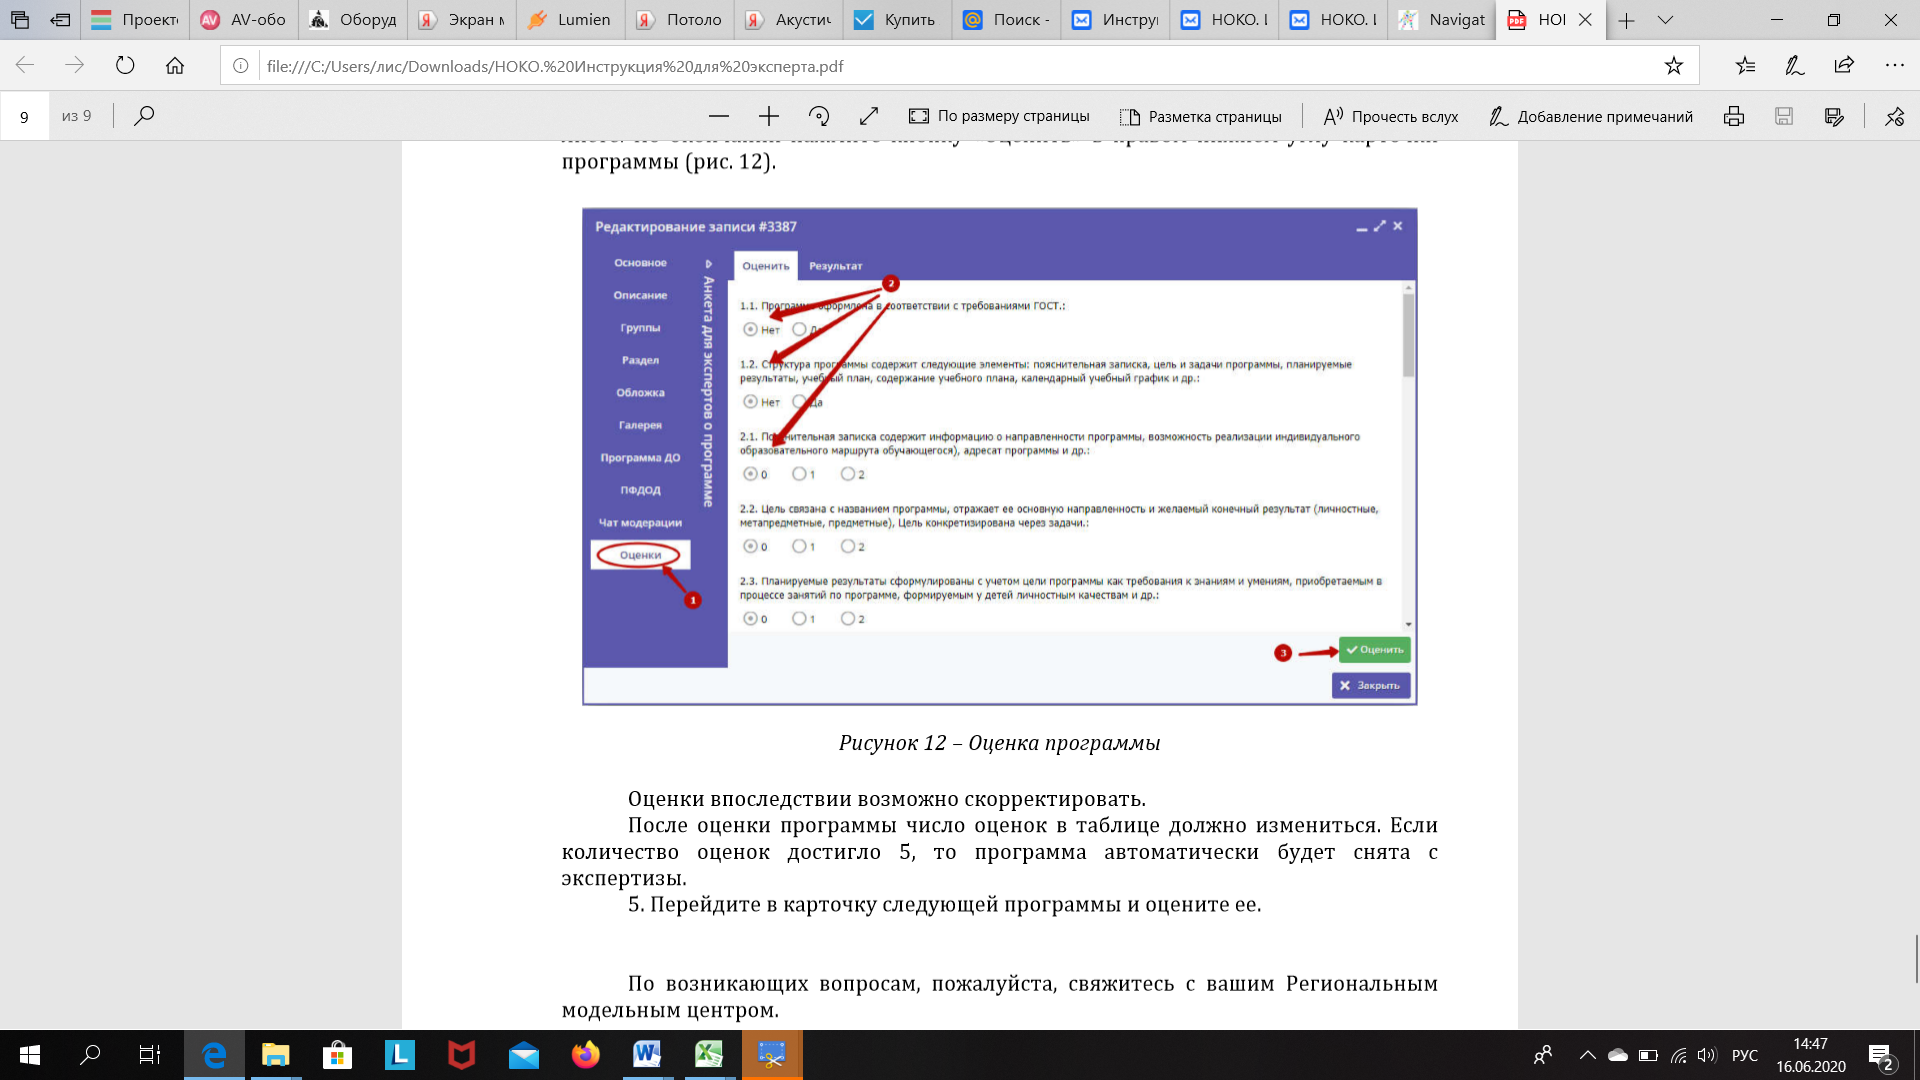 Проект
AV-обо
Оборуд
Экран м
Lumien
Потоло
Акустич
Купить
Поиск -
Инстру
НОКО. І
НОКО. І
Navigat
НОІ
file:///C:/Users/лис/Downloads/НОКО.%20Инструкция%20для%20эксперта.pdf
9 из 9
По размеру страницы
Разметка страницы
Прочесть вслух
Добавление примечаний
программы (рис. 12).
Редактирование записи #3387
Основное
Описание
Группы
Раздел
Обложка
Галерея
Программа ДО
ПФДОД
Чат модерации
Оценки
1
Анкета для экспертов о программе
Оценить Результат
2
1.1. Программа оформлена в соответствии с требованиями ГОСТ.:
Нет Да
1.2. Структура программы содержит следующие элементы: пояснительная записка, цель и задачи программы, планируемые
результаты, учебный план, содержание учебного плана, календарный учебный график и др.:
Нет Да
2.1. Пояснительная записка содержит информацию о направленности программы, возможность реализации индивидуального
образовательного маршрута обучающегося), адресат программы и др.:
0 1 2
2.2. Цель связана с названием программы, отражает ее основную направленность и желаемый конечный результат (личностные,
метапредметные, предметные), Цель конкретизирована через задачи.:
0 1 2
2.3. Планируемые результаты сформулированы с учетом цели программы как требования к знаниям и умениям, приобретаемым в
процессе занятий по программе, формируемым у детей личностным качествам и др.:
0 1 2
3
Оценить
Закрыть
Рисунок 12 – Оценка программы
Оценки впоследствии возможно скорректировать.
После оценки программы число оценок в таблице должно измениться. Если
количество оценок достигло 5, то программа автоматически будет снята с
экспертизы.
5. Перейдите в карточку следующей программы и оцените ее.
По возникающих вопросам, пожалуйста, свяжитесь с вашим Региональным
модельным центром.
РУС
14:47
16.06.2020
2